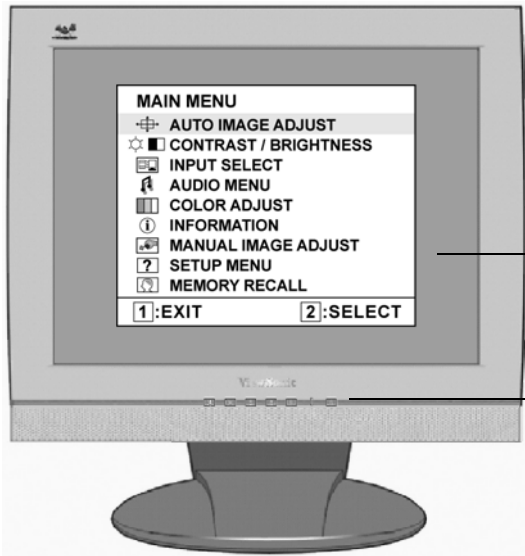 MAIN MENU
AUTO IMAGE ADJUST
CONTRAST / BRIGHTNESS
INPUT SELECT
AUDIO MENU
COLOR ADJUST
INFORMATION
MANUAL IMAGE ADJUST
SETUP MENU
MEMORY RECALL
1:EXIT 2:SELECT
ViewSonic